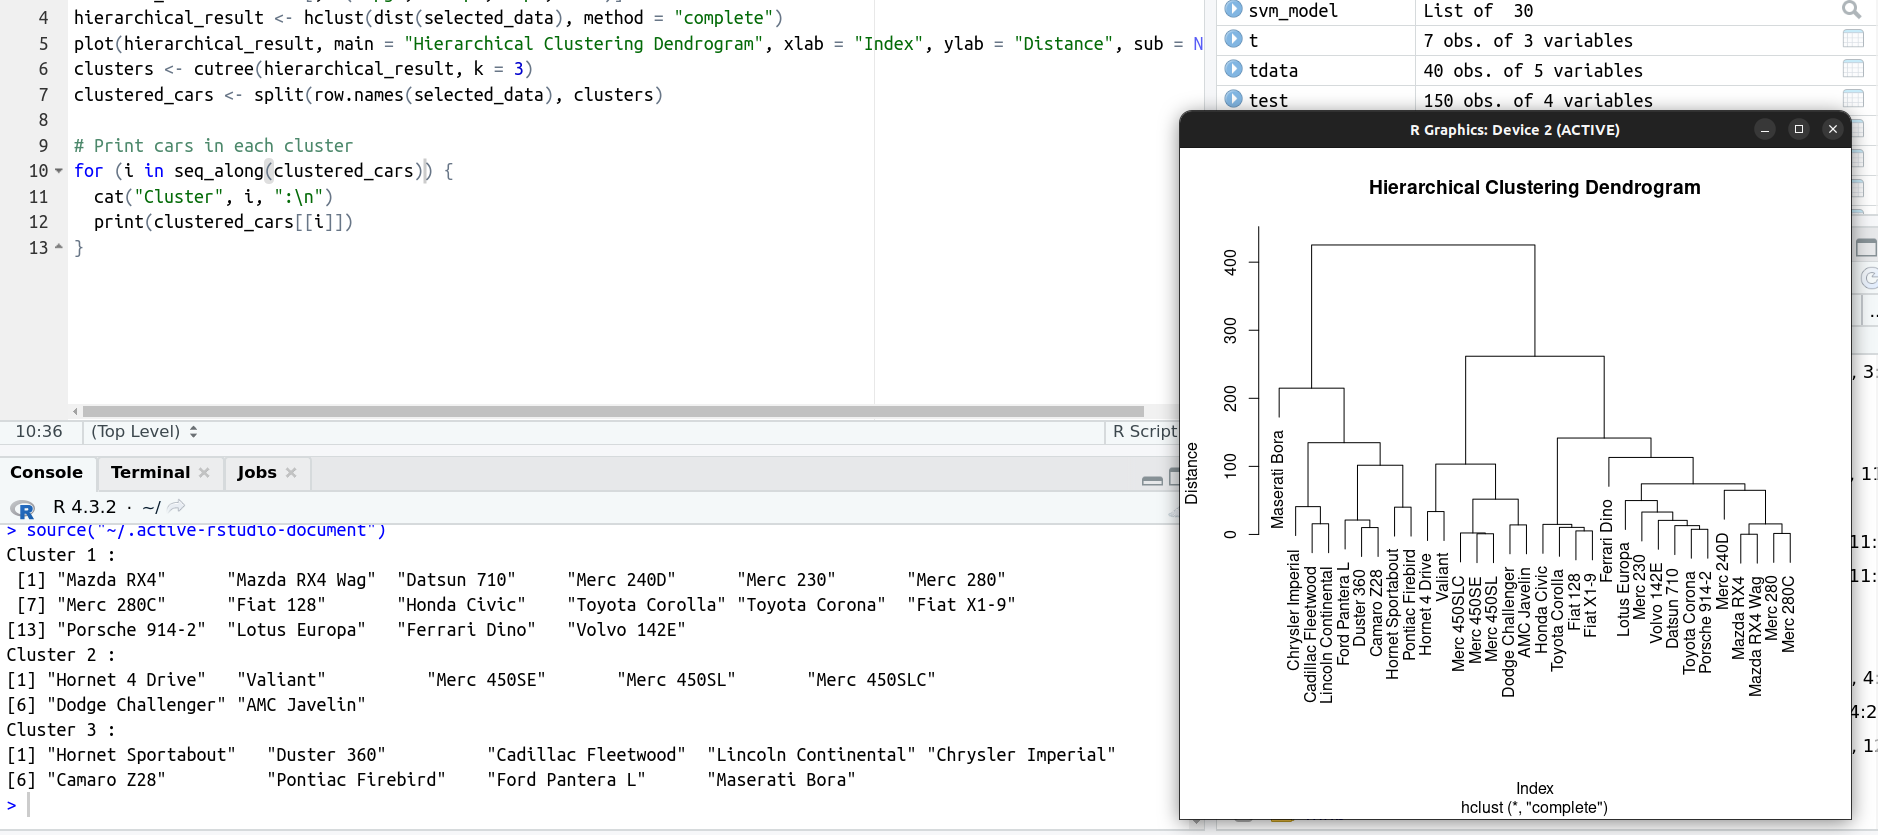 4 hierarchical_result <- hclust(dist(selected_data), method = "complete")
5 plot(hierarchical_result, main = "Hierarchical Clustering Dendrogram", xlab = "Index", ylab = "Distance", sub = N
6 clusters <- cutree(hierarchical_result, k = 3)
7 clustered_cars <- split(row.names(selected_data), clusters)
8
9 # Print cars in each cluster
10 for (i in seq_along(clustered_cars)) {
11 cat("Cluster", i, ":\n")
12 print(clustered_cars[[i]])
13 }
10:36 (Top Level) R Script
Console Terminal Jobs
R 4.3.2 · ~/
> source("~/.active-rstudio-document")
Cluster 1 :
[1] "Mazda RX4" "Mazda RX4 Wag" "Datsun 710" "Merc 240D" "Merc 230" "Merc 280"
[7] "Merc 280C" "Fiat 128" "Honda Civic" "Toyota Corolla" "Toyota Corona" "Fiat X1-9"
[13] "Porsche 914-2" "Lotus Europa" "Ferrari Dino" "Volvo 142E"
Cluster 2 :
[1] "Hornet 4 Drive" "Valiant" "Merc 450SE" "Merc 450SL" "Merc 450SLC"
[6] "Dodge Challenger" "AMC Javelin"
Cluster 3 :
[1] "Hornet Sportabout" "Duster 360" "Cadillac Fleetwood" "Lincoln Continental" "Chrysler Imperial"
[6] "Camaro Z28" "Pontiac Firebird" "Ford Pantera L" "Maserati Bora"
>
svm_model List of 30
t 7 obs. of 3 variables
tdata 40 obs. of 5 variables
test 150 obs. of 4 variables
R Graphics: Device 2 (ACTIVE)
Hierarchical Clustering Dendrogram
Distance
400
300
200
100
0
Maserati Bora
Chrysler Imperial
Cadillac Fleetwood
Lincoln Continental
Ford Pantera L
Duster 360
Camaro Z28
Hornet Sportabout
Pontiac Firebird
Hornet 4 Drive
Valiant
Merc 450SLC
Merc 450SE
Merc 450SL
Dodge Challenger
AMC Javelin
Honda Civic
Toyota Corolla
Fiat 128
Fiat X1-9
Ferrari Dino
Lotus Europa
Merc 230
Volvo 142E
Datsun 710
Toyota Corona
Porsche 914-2
Merc 240D
Mazda RX4
Mazda RX4 Wag
Merc 280
Merc 280C
Index
hclust (*, "complete")